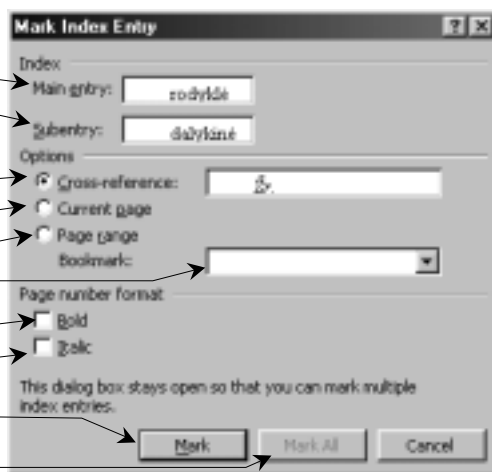 Mark Index Entry
Index
Main entry: rodyklė
Subentry: dalykinė
Options
Cross-reference: Žr.
Current page
Page range
Bookmark:
Page number format
Bold
Italic
This dialog box stays open so that you can mark multiple
index entries.
Mark Mark All Cancel